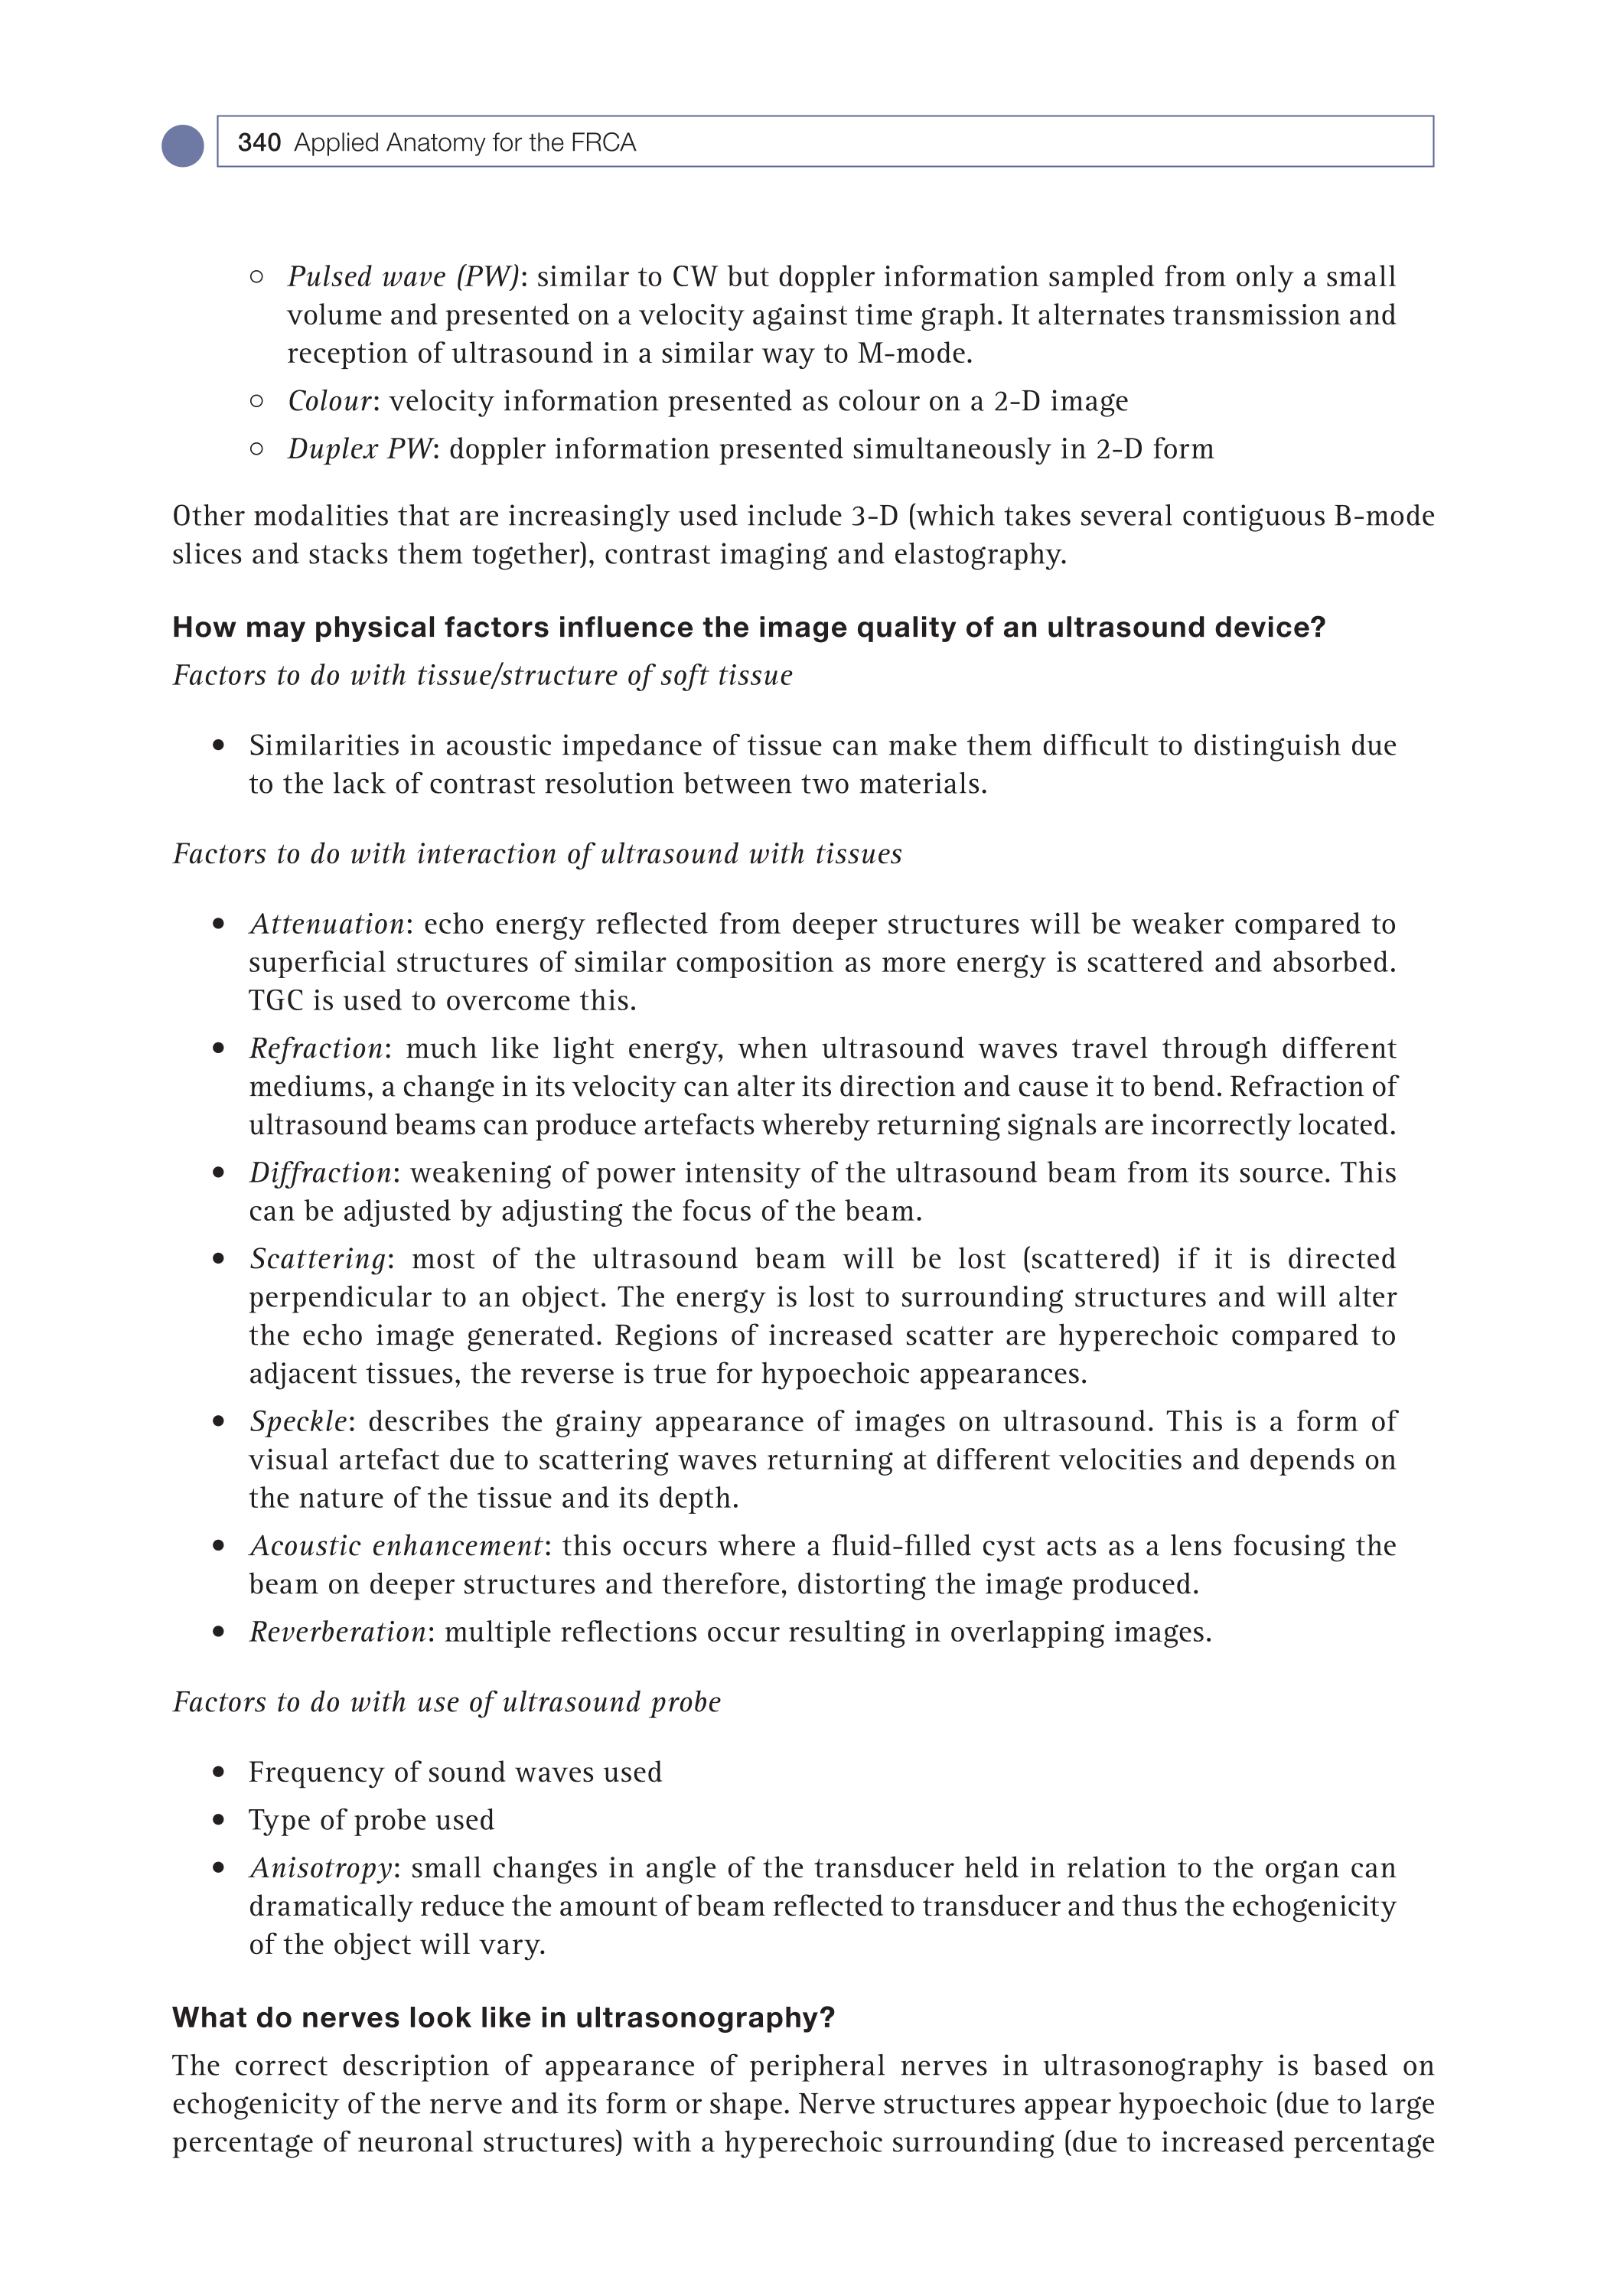 340 Applied Anatomy for the FRCA
○ Pulsed wave (PW): similar to CW but doppler information sampled from only a small
volume and presented on a velocity against time graph. It alternates transmission and
reception of ultrasound in a similar way to M-mode.
○ Colour: velocity information presented as colour on a 2-D image
○ Duplex PW: doppler information presented simultaneously in 2-D form
Other modalities that are increasingly used include 3-D (which takes several contiguous B-mode
slices and stacks them together), contrast imaging and elastography.
How may physical factors influence the image quality of an ultrasound device?
Factors to do with tissue/structure of soft tissue
• Similarities in acoustic impedance of tissue can make them difficult to distinguish due
to the lack of contrast resolution between two materials.
Factors to do with interaction of ultrasound with tissues
• Attenuation: echo energy reflected from deeper structures will be weaker compared to
superficial structures of similar composition as more energy is scattered and absorbed.
TGC is used to overcome this.
• Refraction: much like light energy, when ultrasound waves travel through different
mediums, a change in its velocity can alter its direction and cause it to bend. Refraction of
ultrasound beams can produce artefacts whereby returning signals are incorrectly located.
• Diffraction: weakening of power intensity of the ultrasound beam from its source. This
can be adjusted by adjusting the focus of the beam.
• Scattering: most of the ultrasound beam will be lost (scattered) if it is directed
perpendicular to an object. The energy is lost to surrounding structures and will alter
the echo image generated. Regions of increased scatter are hyperechoic compared to
adjacent tissues, the reverse is true for hypoechoic appearances.
• Speckle: describes the grainy appearance of images on ultrasound. This is a form of
visual artefact due to scattering waves returning at different velocities and depends on
the nature of the tissue and its depth.
• Acoustic enhancement: this occurs where a fluid-filled cyst acts as a lens focusing the
beam on deeper structures and therefore, distorting the image produced.
• Reverberation: multiple reflections occur resulting in overlapping images.
Factors to do with use of ultrasound probe
• Frequency of sound waves used
• Type of probe used
• Anisotropy: small changes in angle of the transducer held in relation to the organ can
dramatically reduce the amount of beam reflected to transducer and thus the echogenicity
of the object will vary.
What do nerves look like in ultrasonography?
The correct description of appearance of peripheral nerves in ultrasonography is based on
echogenicity of the nerve and its form or shape. Nerve structures appear hypoechoic (due to large
percentage of neuronal structures) with a hyperechoic surrounding (due to increased percentage